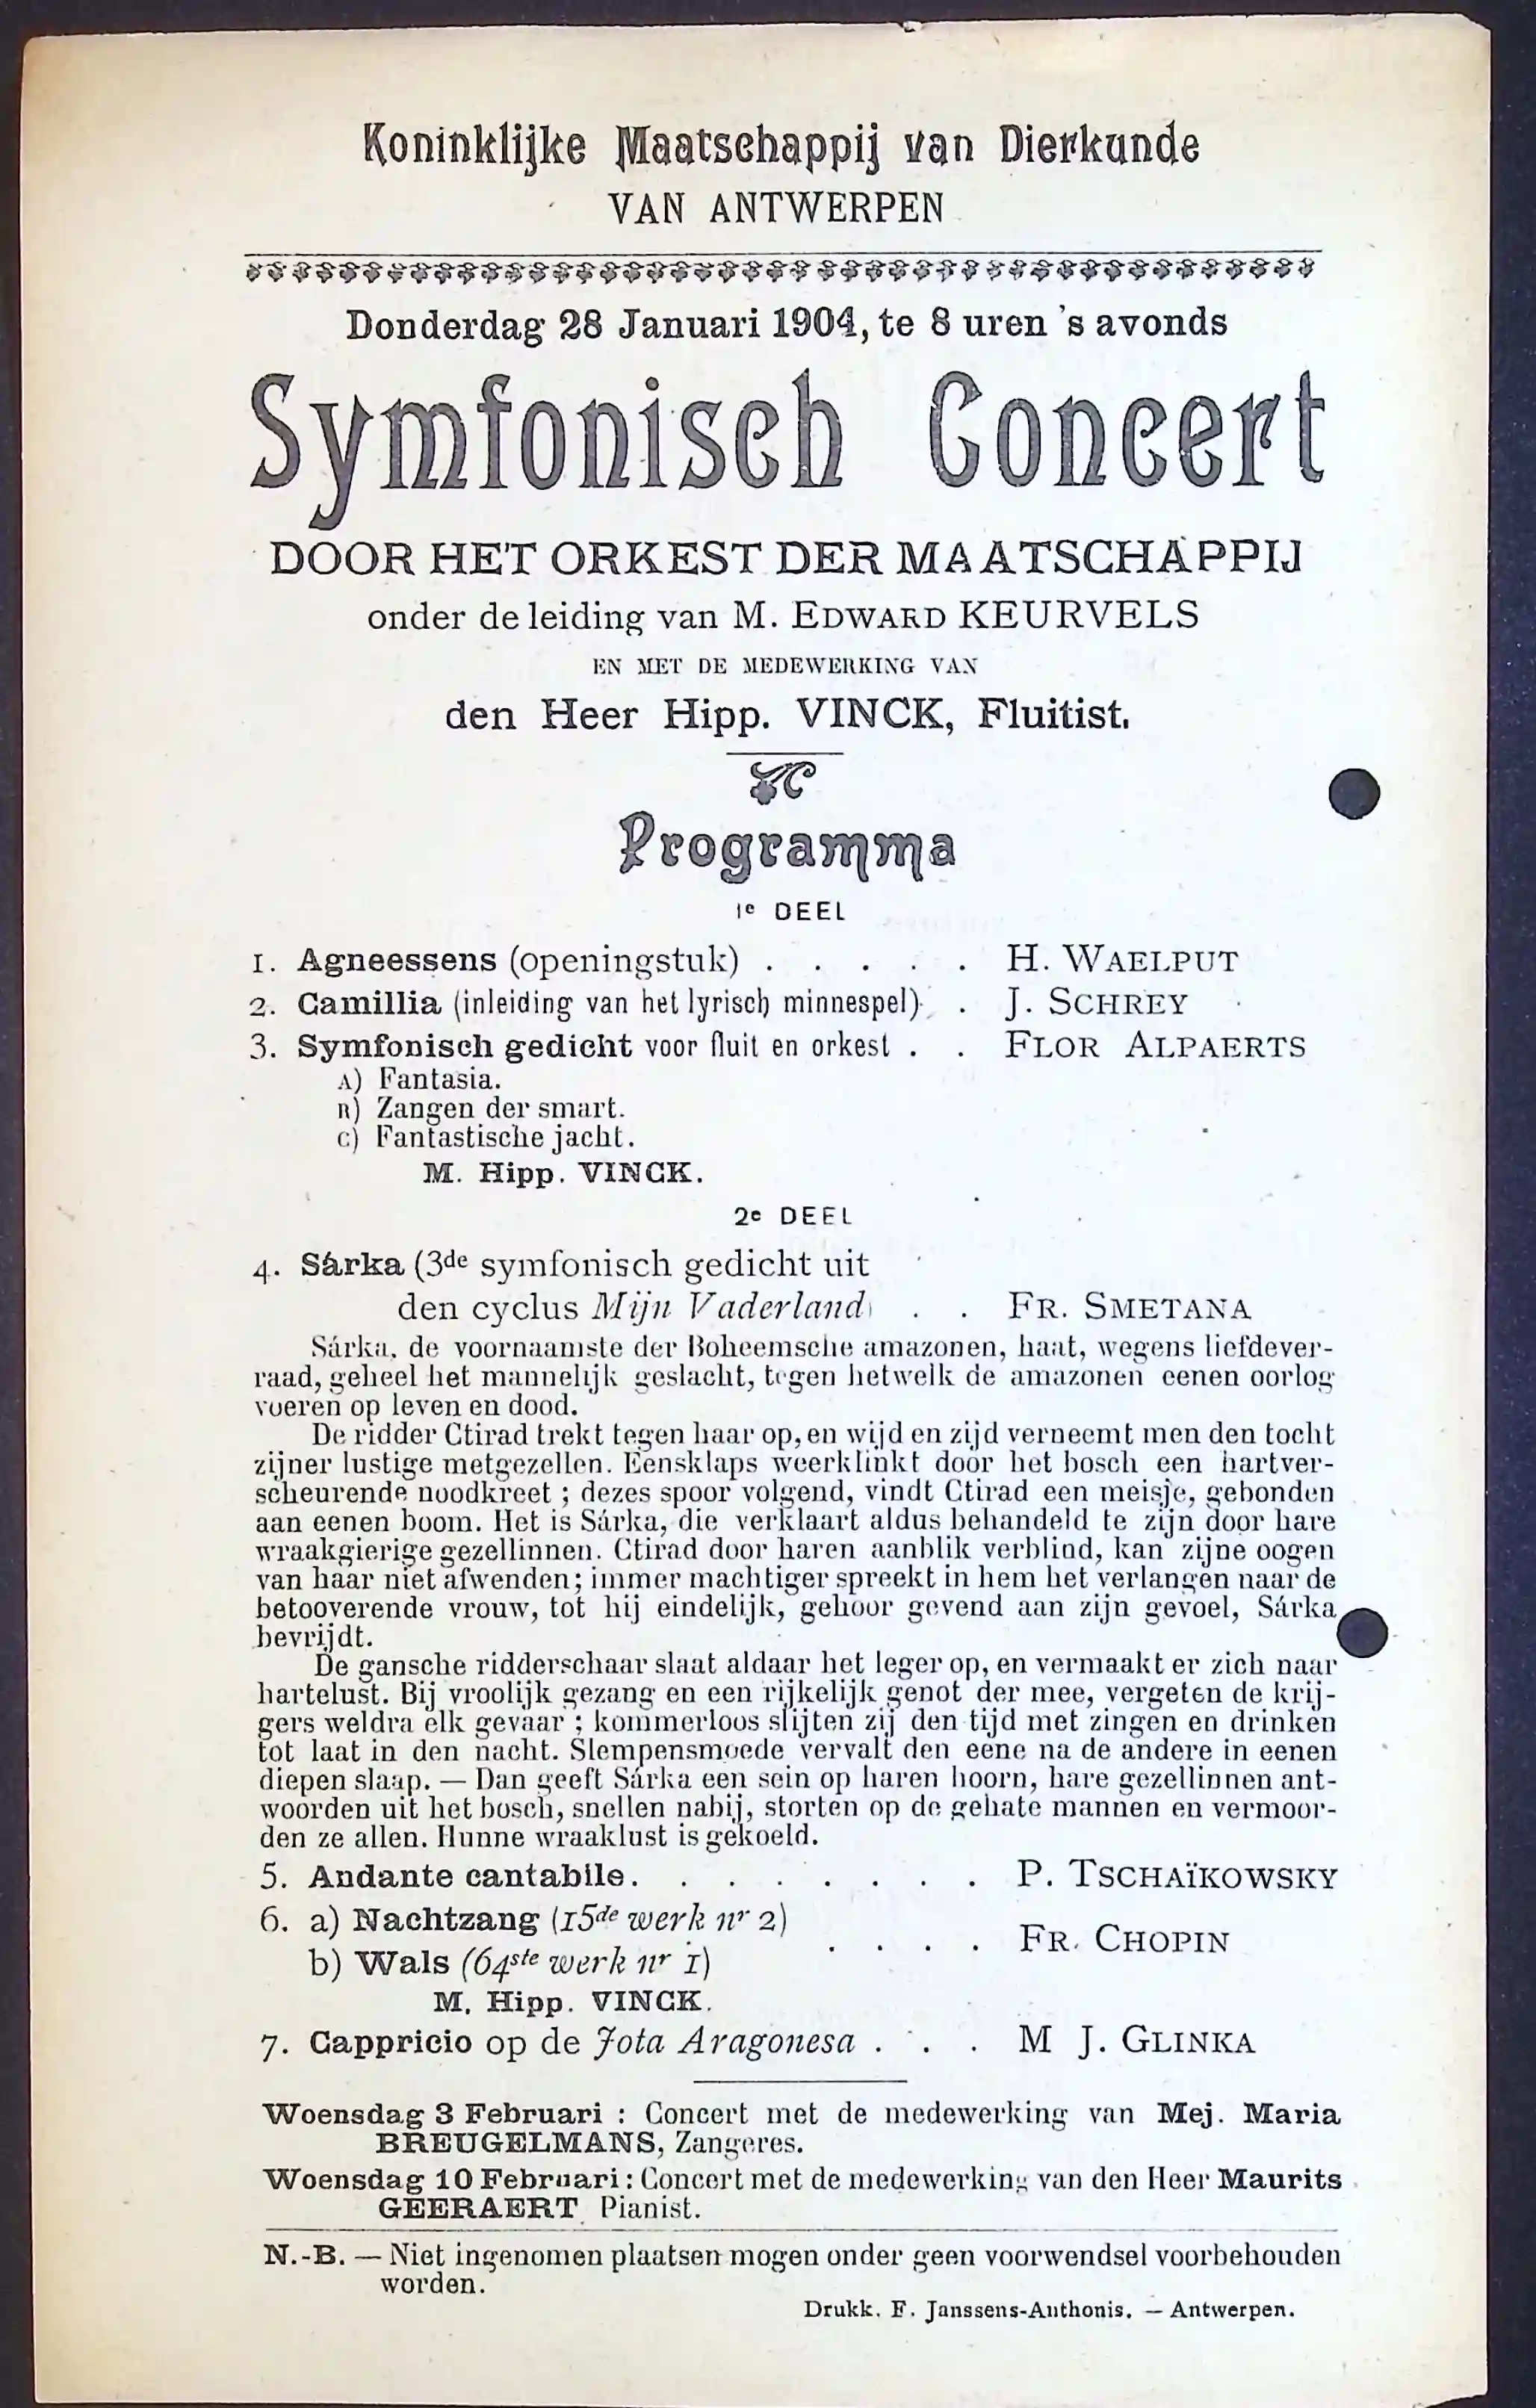 Koninklijke Maatschappij van Dierkunde
VAN ANTWERPEN
Donderdag 28 Januari 1904, te 8 uren 's avonds
Symfonisch Concert
DOOR HET ORKEST DER MAATSCHAPPIJ
onder de leiding van M. EDWARD KEURVELS
EN MET DE MEDEWERKING VAN
den Heer Hipp. VINCK, Fluitist.
Programma
1e DEEL
1. Agneessens (openingstuk) . . . . . H. WAELPUT
2. Camillia (inleiding van het lyrisch minnespel) . J. SCHREY
3. Symfonisch gedicht voor fluit en orkest . . FLOR ALPAERTS
A) Fantasia.
B) Zangen der smart.
C) Fantastische jacht.
M. Hipp. VINCK.
2e DEEL
4. Sárka (3de symfonisch gedicht uit
den cyclus Mijn Vaderland) . . FR. SMETANA
Sárka, de voornaamste der Boheemsche amazonen, haat, wegens liefdever-
raad, geheel het mannelijk geslacht, tegen hetwelk de amazonen eenen oorlog
voeren op leven en dood.
De ridder Ctirad trekt tegen haar op, en wijd en zijd verneemt men den tocht
zijner lustige metgezellen. Eensklaps weerklinkt door het bosch een hartver-
scheurende noodkreet ; dezes spoor volgend, vindt Ctirad een meisje, gebonden
aan eenen boom. Het is Sárka, die verklaart aldus behandeld te zijn door hare
wraakgierige gezellinnen. Ctirad door haren aanblik verblind, kan zijne oogen
van haar niet afwenden; immer machtiger spreekt in hem het verlangen naar de
betooverende vrouw, tot hij eindelijk, gehoor gevend aan zijn gevoel, Sárka
bevrijdt.
De gansche ridderschaar slaat aldaar het leger op, en vermaakt er zich naar
hartelust. Bij vroolijk gezang en een rijkelijk genot der mee, vergeten de krij-
gers weldra elk gevaar ; kommerloos slijten zij den tijd met zingen en drinken
tot laat in den nacht. Slempensmoede vervalt den eene na de andere in eenen
diepen slaap. — Dan geeft Sárka een sein op haren hoorn, hare gezellinnen ant-
woorden uit het bosch, snellen nabij, storten op de gehate mannen en vermoor-
den ze allen. Hunne wraaklust is gekoeld.
5. Andante cantabile. . . . . . . . P. TSCHAÏKOWSKY
6. a) Nachtzang (15de werk nr 2)
b) Wals (64ste werk nr 1) . . . . FR. CHOPIN
M. Hipp. VINCK.
7. Cappricio op de Jota Aragonesa . . . M J. GLINKA
Woensdag 3 Februari : Concert met de medewerking van Mej. Maria
BREUGELMANS, Zangeres.
Woensdag 10 Februari : Concert met de medewerking van den Heer Maurits
GEERAERT Pianist.
N.-B. — Niet ingenomen plaatsen mogen onder geen voorwendsel voorbehouden
worden.
Drukk. F. Janssens-Anthonis. — Antwerpen.